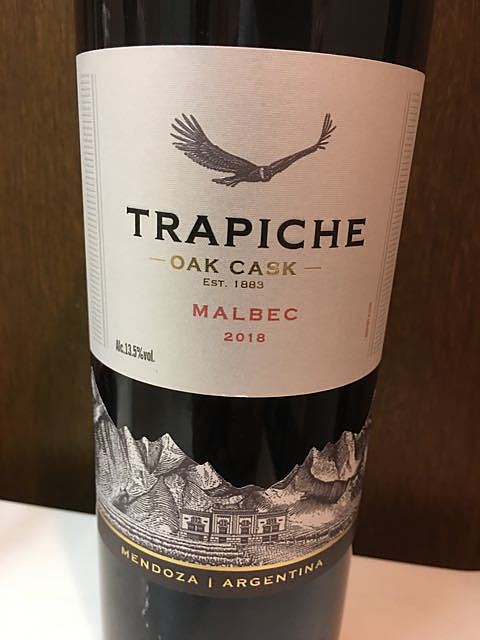 TRAPICHE
OAK CASK
EST. 1883
MALBEC
2018
Alc.13.5%vol.
MENDOZA | ARGENTINA